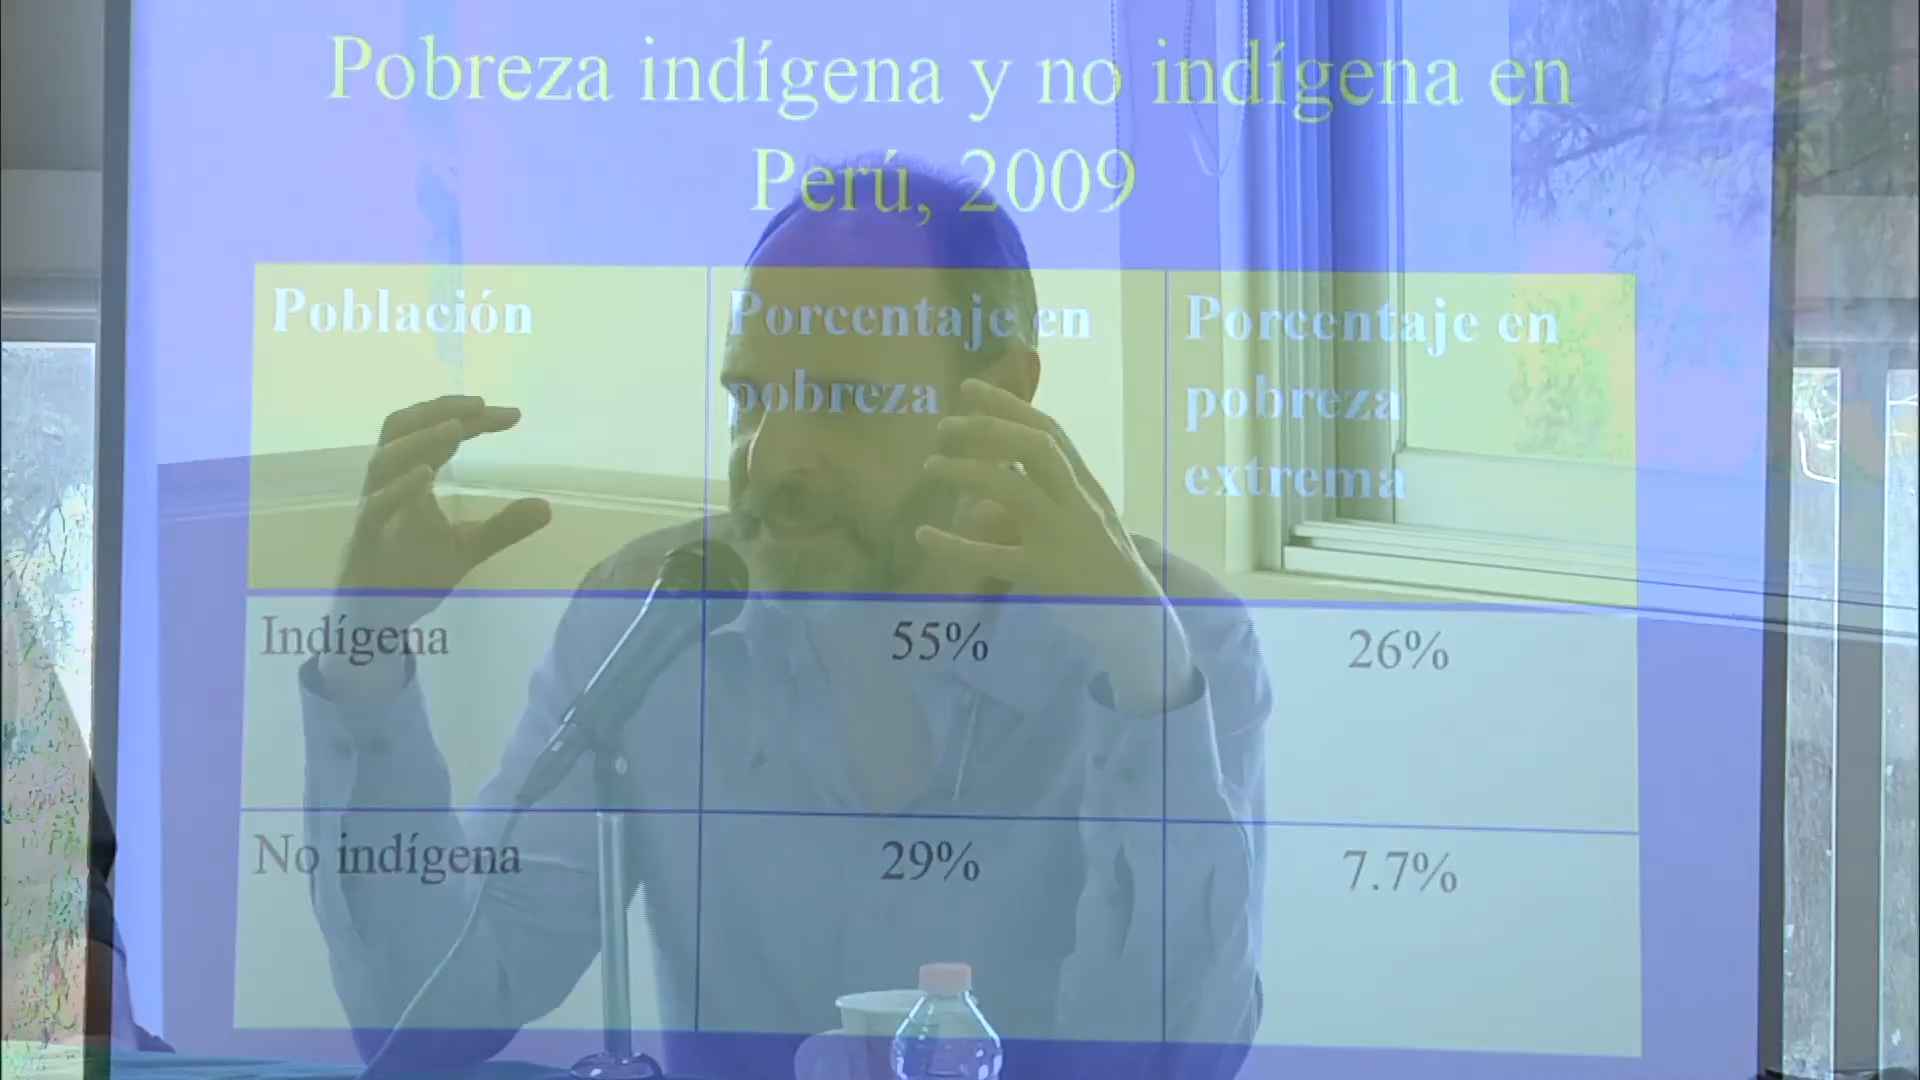 Pobreza indígena y no indígena en
Perú, 2009
Población
Porcentaje en
pobreza
Porcentaje en
pobreza
extrema
Indígena
55%
26%
No indígena
29%
7.7%